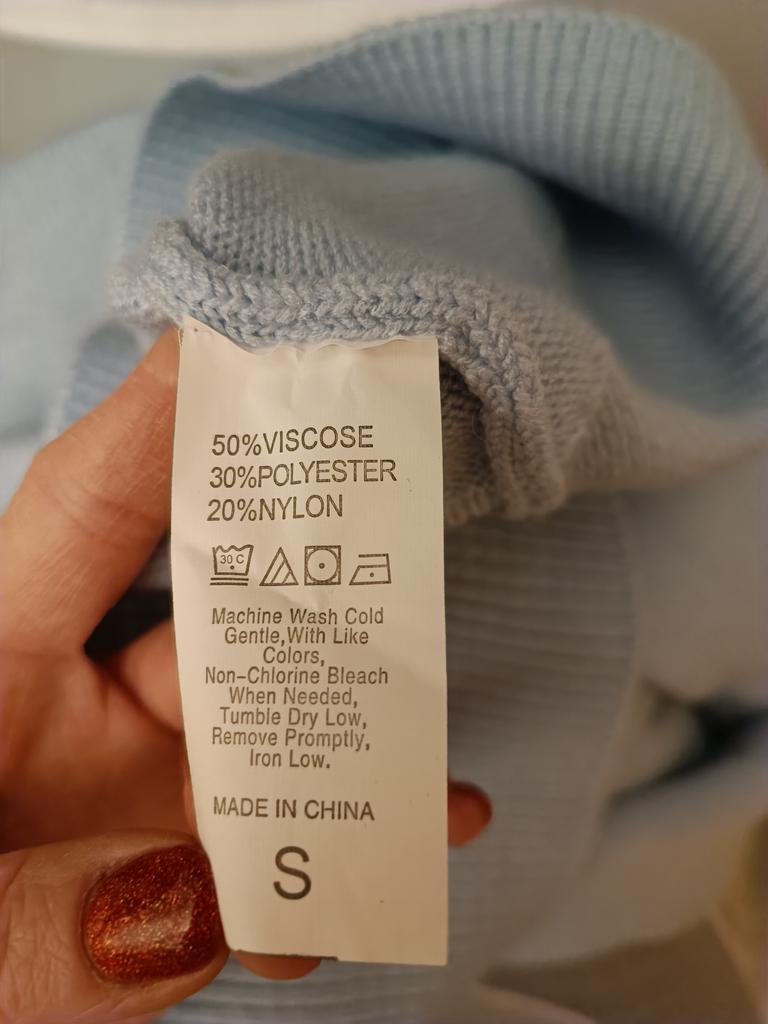 50%VISCOSE
30%POLYESTER
20%NYLON
30 C
Machine Wash Cold
Gentle,With Like
Colors,
Non-Chlorine Bleach
When Needed,
Tumble Dry Low,
Remove Promptly,
Iron Low.
MADE IN CHINA
S